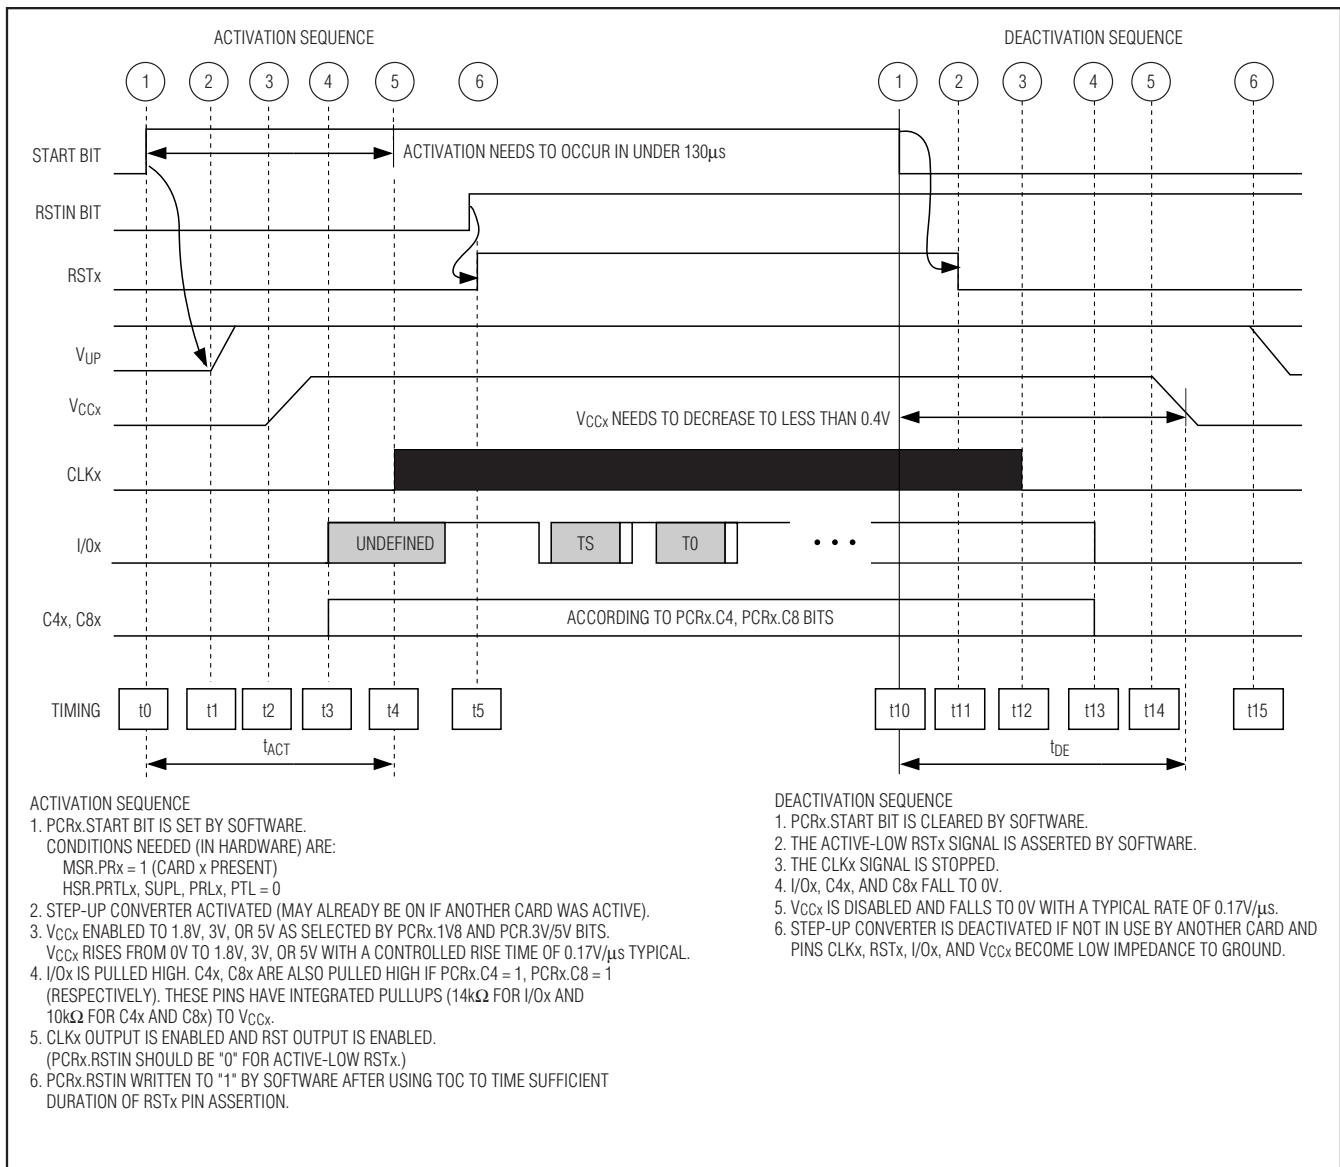 ACTIVATION SEQUENCE
DEACTIVATION SEQUENCE
1 2 3 4 5 6 1 2 3 4 5 6
START BIT
ACTIVATION NEEDS TO OCCUR IN UNDER 130µs
RSTIN BIT
RSTx
VUP
VCCx
VCCx NEEDS TO DECREASE TO LESS THAN 0.4V
CLKx
I/0x
UNDEFINED TS T0 • • •
C4x, C8x
ACCORDING TO PCRx.C4, PCRx.C8 BITS
TIMING t0 t1 t2 t3 t4 t5 t10 t11 t12 t13 t14 t15
tACT
tDE
ACTIVATION SEQUENCE
1. PCRx.START BIT IS SET BY SOFTWARE.
CONDITIONS NEEDED (IN HARDWARE) ARE:
MSR.PRx = 1 (CARD x PRESENT)
HSR.PRTLx, SUPL, PRLx, PTL = 0
2. STEP-UP CONVERTER ACTIVATED (MAY ALREADY BE ON IF ANOTHER CARD WAS ACTIVE).
3. VCCx ENABLED TO 1.8V, 3V, OR 5V AS SELECTED BY PCRx.1V8 AND PCR.3V/5V BITS.
VCCx RISES FROM 0V TO 1.8V, 3V, OR 5V WITH A CONTROLLED RISE TIME OF 0.17V/µs TYPICAL.
4. I/Ox IS PULLED HIGH. C4x, C8x ARE ALSO PULLED HIGH IF PCRx.C4 = 1, PCRx.C8 = 1
(RESPECTIVELY). THESE PINS HAVE INTEGRATED PULLUPS (14kΩ FOR I/Ox AND
10kΩ FOR C4x AND C8x) TO VCCx.
5. CLKx OUTPUT IS ENABLED AND RST OUTPUT IS ENABLED.
(PCRx.RSTIN SHOULD BE "0" FOR ACTIVE-LOW RSTx.)
6. PCRx.RSTIN WRITTEN TO "1" BY SOFTWARE AFTER USING TOC TO TIME SUFFICIENT
DURATION OF RSTx PIN ASSERTION.
DEACTIVATION SEQUENCE
1. PCRx.START BIT IS CLEARED BY SOFTWARE.
2. THE ACTIVE-LOW RSTx SIGNAL IS ASSERTED BY SOFTWARE.
3. THE CLKx SIGNAL IS STOPPED.
4. I/Ox, C4x, AND C8x FALL TO 0V.
5. VCCx IS DISABLED AND FALLS TO 0V WITH A TYPICAL RATE OF 0.17V/µs.
6. STEP-UP CONVERTER IS DEACTIVATED IF NOT IN USE BY ANOTHER CARD AND
PINS CLKx, RSTx, I/Ox, AND VCCx BECOME LOW IMPEDANCE TO GROUND.